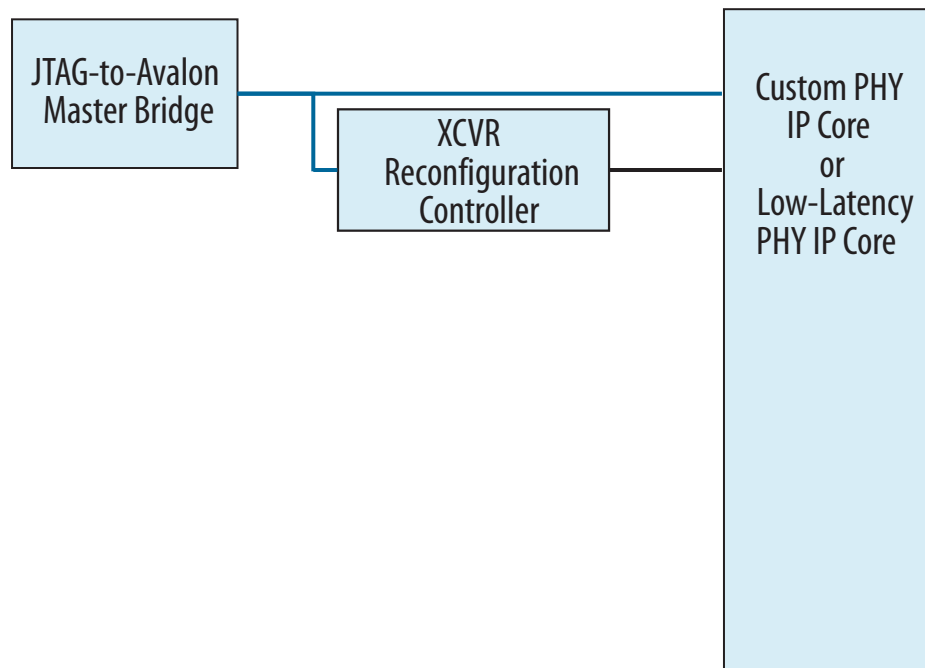 JTAG-to-Avalon
Master Bridge
XCVR
Reconfiguration
Controller
Custom PHY
IP Core
or
Low-Latency
PHY IP Core